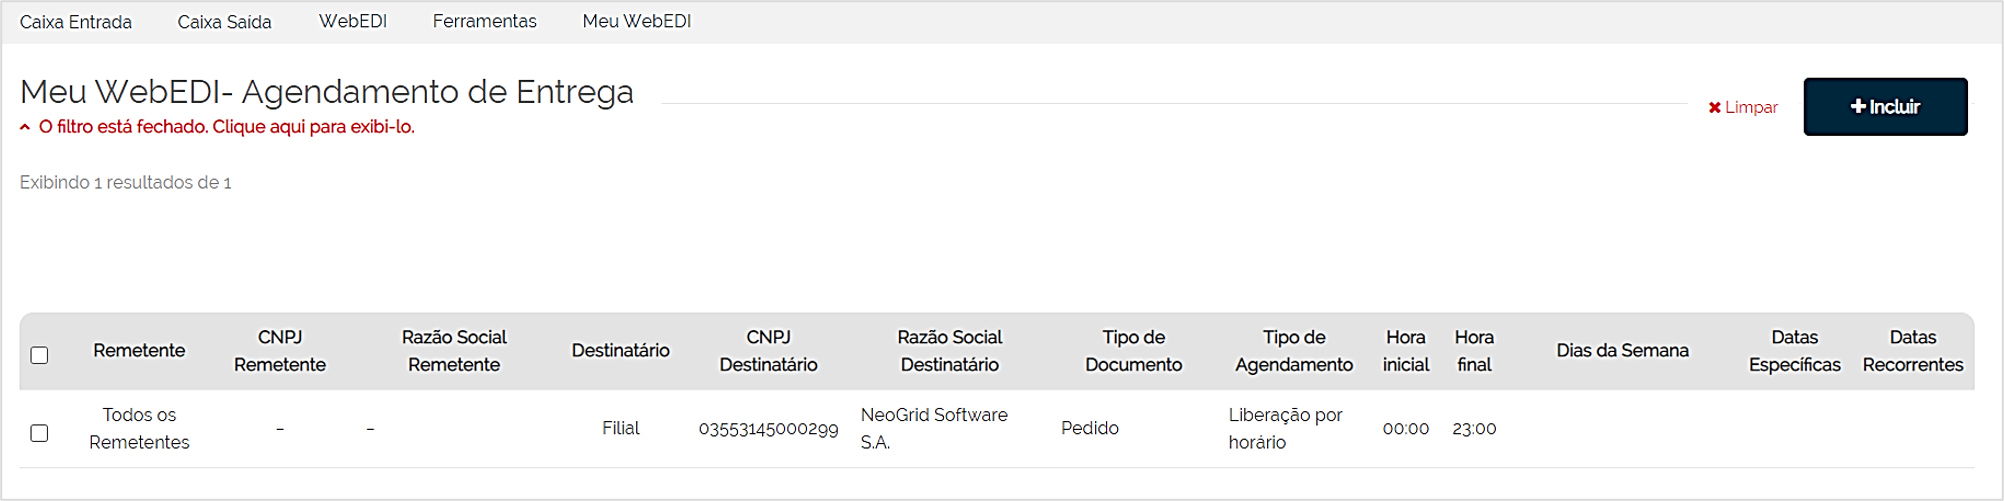 Caixa Entrada Caixa Saída WebEDI Ferramentas Meu WebEDI
Meu WebEDI- Agendamento de Entrega
Limpar
Incluir
O filtro está fechado. Clique aqui para exibi-lo.
Exibindo 1 resultados de 1
Remetente
CNPJ
Remetente
Razão Social
Remetente
Destinatário
CNPJ
Destinatário
Razão Social
Destinatário
Tipo de
Documento
Tipo de
Agendamento
Hora
inicial
Hora
final
Dias da Semana
Datas
Específicas
Datas
Recorrentes
Todos os
Remetentes
-
-
Filial
03553145000299
NeoGrid Software
S.A.
Pedido
Liberação por
horário
00:00
23:00